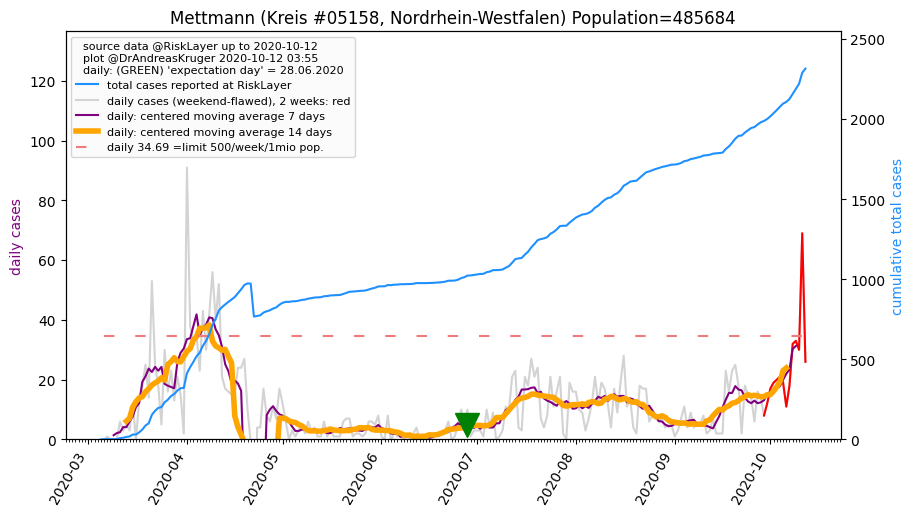 Mettmann (Kreis #05158, Nordrhein-Westfalen) Population=485684
source data @RiskLayer up to 2020-10-12
plot @DrAndreasKruger 2020-10-12 03:55
daily: (GREEN) 'expectation day' = 28.06.2020
total cases reported at RiskLayer
daily cases (weekend-flawed), 2 weeks: red
daily: centered moving average 7 days
daily: centered moving average 14 days
daily 34.69 =limit 500/week/1mio pop.
daily cases
120
100
80
60
40
20
0
2500
2000
1500
1000
500
0
cumulative total cases
2020-03
2020-04
2020-05
2020-06
2020-07
2020-08
2020-09
2020-10